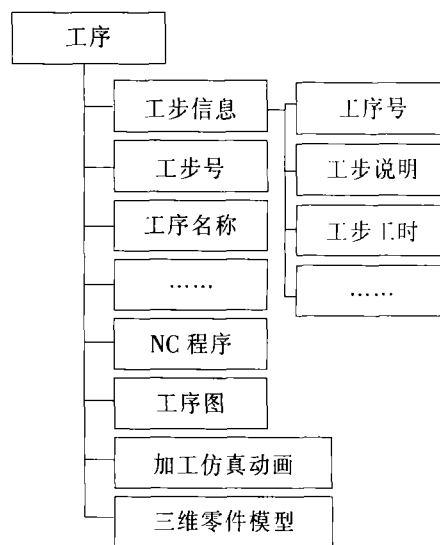 工序
工步信息
工序号
工步号
工步说明
工序名称
工步工时
……
……
NC 程序
工序图
加工仿真动画
三维零件模型